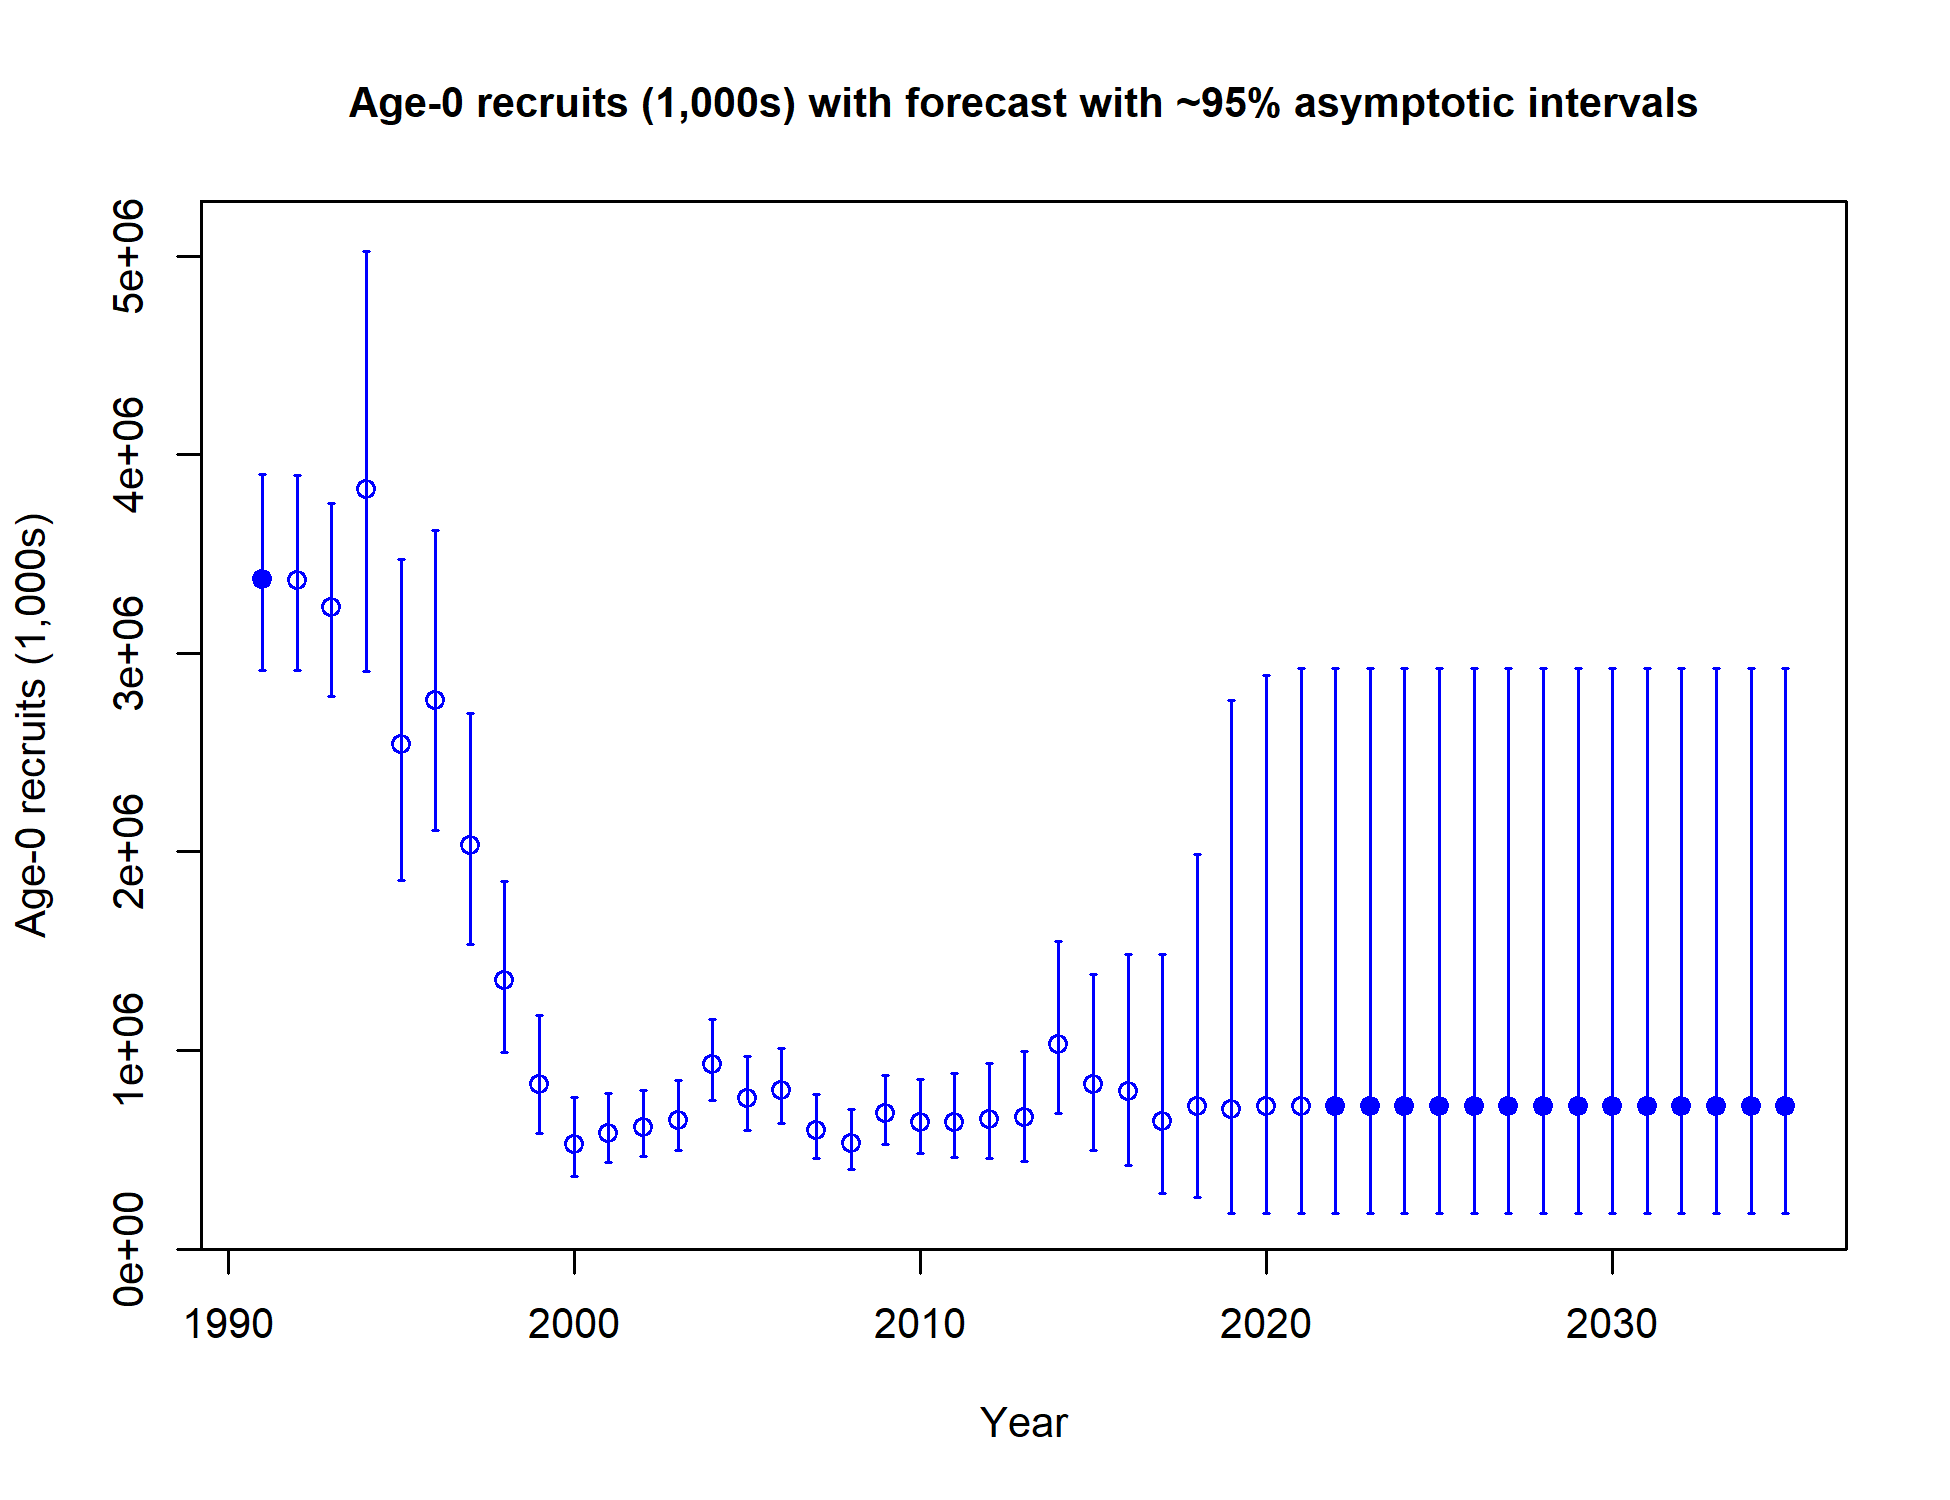 Age-0 recruits (1,000s) with forecast with ~95% asymptotic intervals
Age-0 recruits (1,000s)
5e+06
4e+06
3e+06
2e+06
1e+06
0e+00
1990 2000 2010 2020 2030
Year